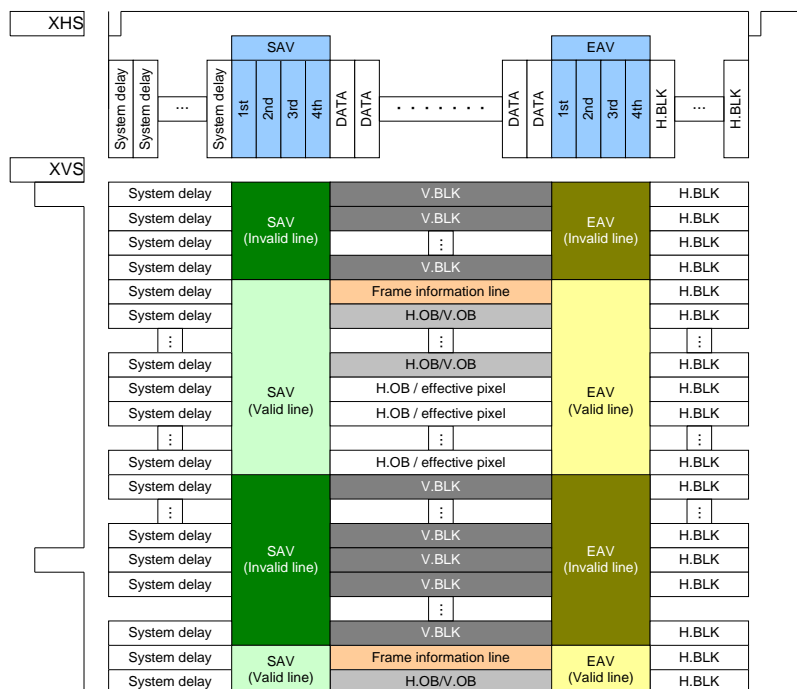 XHS
SAV EAV
System delay System delay ... System delay 1st 2nd 3rd 4th DATA DATA . . . . . . . DATA DATA 1st 2nd 3rd 4th H.BLK ... H.BLK
XVS
System delay V.BLK H.BLK
System delay SAV (Invalid line) V.BLK EAV (Invalid line) H.BLK
System delay ⋮ H.BLK
System delay V.BLK H.BLK
System delay Frame information line H.BLK
System delay H.OB/V.OB H.BLK
⋮ ⋮ ⋮
System delay H.OB/V.OB H.BLK
System delay SAV (Valid line) H.OB / effective pixel EAV (Valid line) H.BLK
System delay H.OB / effective pixel H.BLK
⋮ ⋮ ⋮
System delay H.OB / effective pixel H.BLK
System delay V.BLK H.BLK
⋮ ⋮ ⋮
System delay V.BLK H.BLK
System delay SAV (Invalid line) V.BLK EAV (Invalid line) H.BLK
System delay V.BLK H.BLK
⋮
System delay V.BLK H.BLK
System delay SAV (Valid line) Frame information line EAV (Valid line) H.BLK
System delay H.OB/V.OB H.BLK